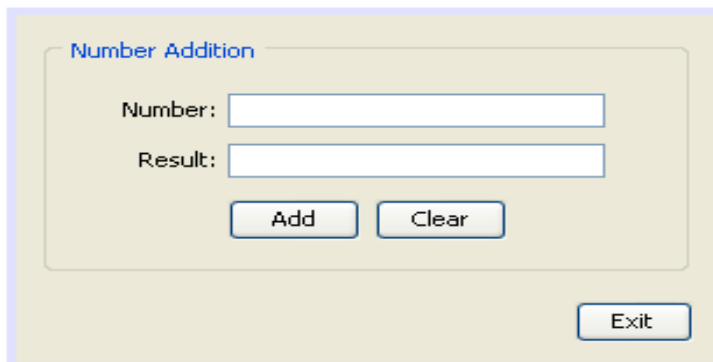 Number Addition
Number:
Result:
Add Clear
Exit